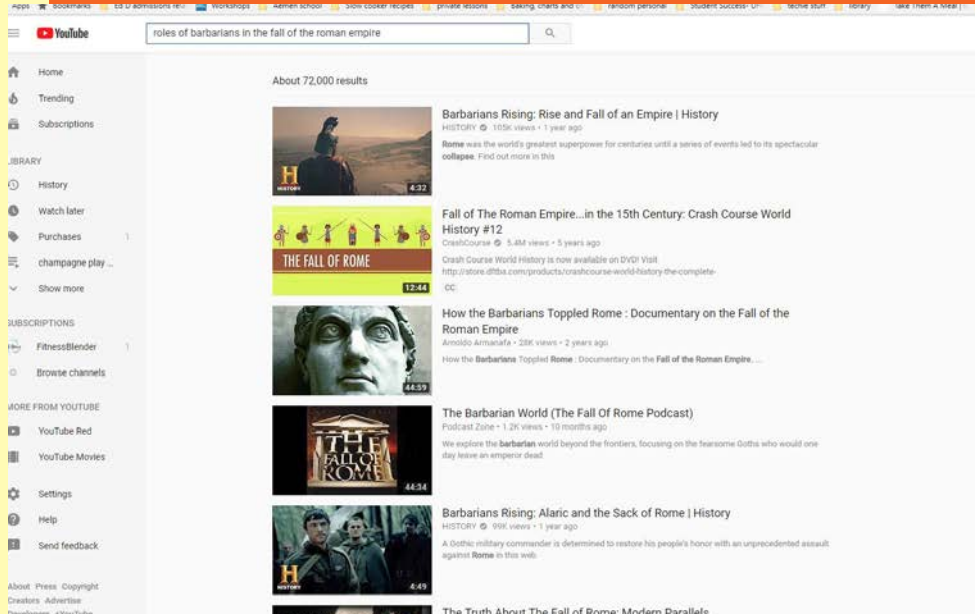 Apps Bookmarks Workshops slow cooker recipes private lessons baking, charts and random personal Student Success- techie stuff library Take Them A Meal
YouTube
roles of barbarians in the fall of the roman empire
Home
Trending
Subscriptions
LIBRARY
History
Watch later
Purchases 1
champagne play ...
Show more
SUBSCRIPTIONS
FitnessBlender 1
Browse channels
MORE FROM YOUTUBE
YouTube Red
YouTube Movies
Settings
Help
Send feedback
About Press Copyright
Creators Advertise
About 72,000 results
HISTORY
4:32
Barbarians Rising: Rise and Fall of an Empire | History
HISTORY 105K views • 1 year ago
Rome was the world's greatest superpower for centuries until a series of events led to its spectacular
collapse. Find out more in this
THE FALL OF ROME
12:44
Fall of The Roman Empire...in the 15th Century: Crash Course World
History #12
CrashCourse 5.4M views • 5 years ago
Crash Course World History is now available on DVD! Visit
http://store.dftba.com/products/crashcourse-world-history-the-complete-
CC
44:59
How the Barbarians Toppled Rome : Documentary on the Fall of the
Roman Empire
Arnoldo Armanafa • 28K views • 2 years ago
How the Barbarians Toppled Rome : Documentary on the Fall of the Roman Empire. ...
THE
FALL OF
ROME
44:34
The Barbarian World (The Fall Of Rome Podcast)
Podcast Zone • 1.2K views • 10 months ago
We explore the barbarian world beyond the frontiers, focusing on the fearsome Goths who would one
day leave an emperor dead
HISTORY
4:49
Barbarians Rising: Alaric and the Sack of Rome | History
HISTORY 99K views • 1 year ago
A Gothic military commander is determined to restore his people's honor with an unprecedented assault
against Rome in this web
The Truth About The Fall of Rome: Modern Parallels